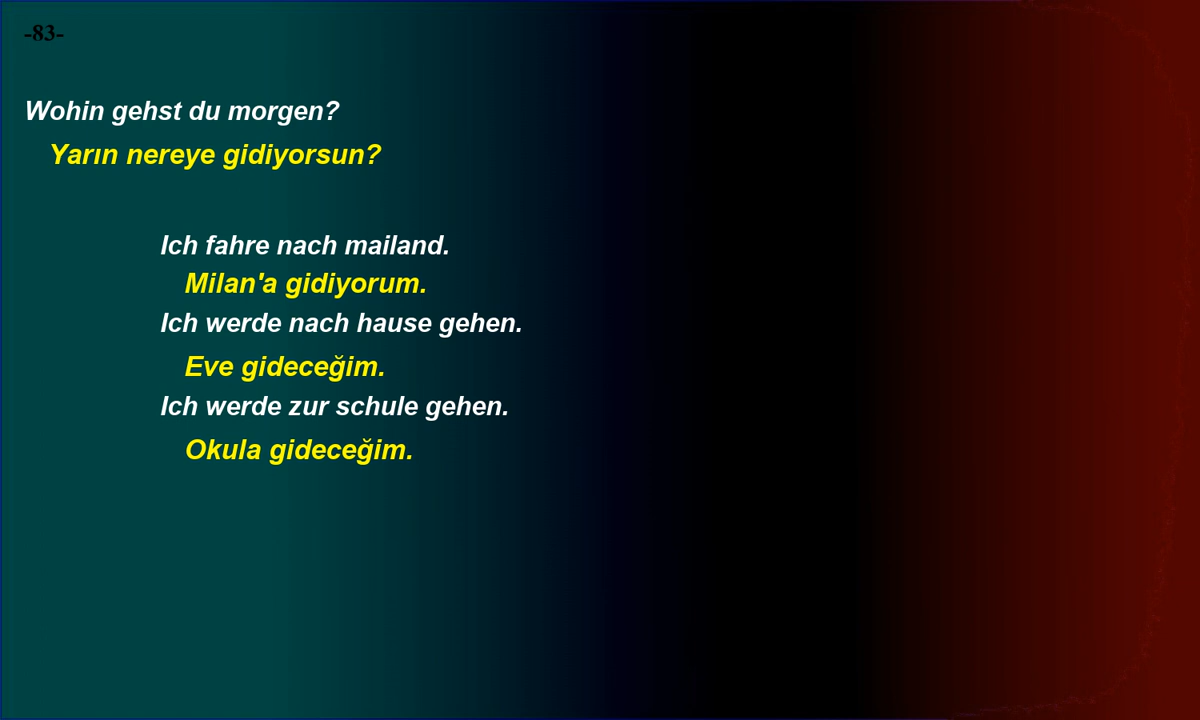 -83-
Wohin gehst du morgen?
Yarın nereye gidiyorsun?
Ich fahre nach mailand.
Milan'a gidiyorum.
Ich werde nach hause gehen.
Eve gideceğim.
Ich werde zur schule gehen.
Okula gideceğim.